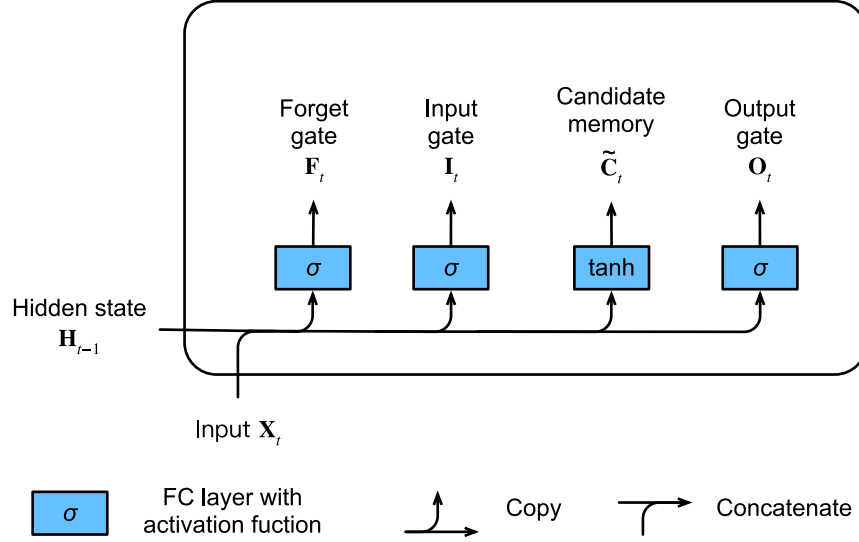 Forget gate
F_t
Input gate
I_t
Candidate memory
C̃_t
Output gate
O_t
σ
σ
tanh
σ
Hidden state
H_{t−1}
Input X_t
σ
FC layer with
activation fuction
Copy
Concatenate